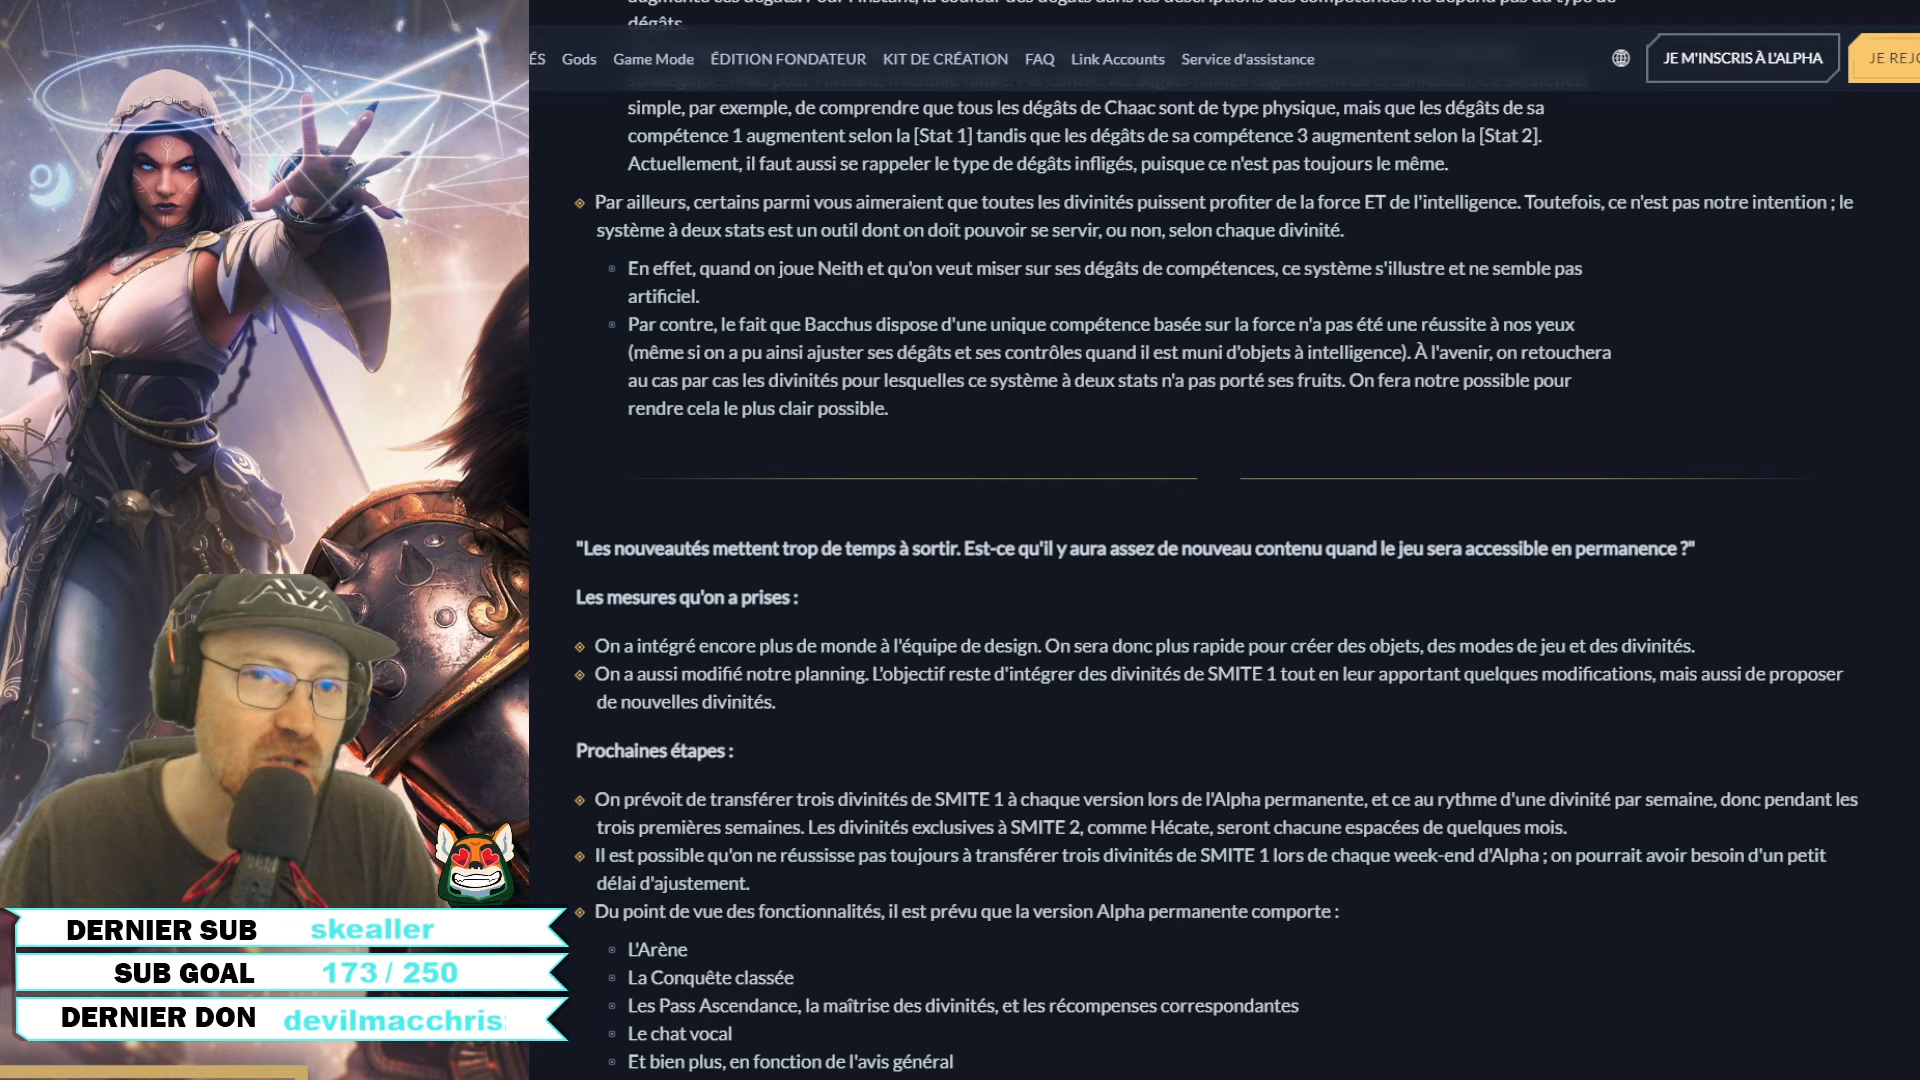 dégâts.
ÉS Gods Game Mode ÉDITION FONDATEUR KIT DE CRÉATION FAQ Link Accounts Service d'assistance JE M'INSCRIS À L'ALPHA JE REJO
simple, par exemple, de comprendre que tous les dégâts de Chaac sont de type physique, mais que les dégâts de sa
compétence 1 augmentent selon la [Stat 1] tandis que les dégâts de sa compétence 3 augmentent selon la [Stat 2].
Actuellement, il faut aussi se rappeler le type de dégâts infligés, puisque ce n'est pas toujours le même.
Par ailleurs, certains parmi vous aimeraient que toutes les divinités puissent profiter de la force ET de l'intelligence. Toutefois, ce n'est pas notre intention ; le
système à deux stats est un outil dont on doit pouvoir se servir, ou non, selon chaque divinité.
En effet, quand on joue Neith et qu'on veut miser sur ses dégâts de compétences, ce système s'illustre et ne semble pas
artificiel.
Par contre, le fait que Bacchus dispose d'une unique compétence basée sur la force n'a pas été une réussite à nos yeux
(même si on a pu ainsi ajuster ses dégâts et ses contrôles quand il est muni d'objets à intelligence). À l'avenir, on retouchera
au cas par cas les divinités pour lesquelles ce système à deux stats n'a pas porté ses fruits. On fera notre possible pour
rendre cela le plus clair possible.
"Les nouveautés mettent trop de temps à sortir. Est-ce qu'il y aura assez de nouveau contenu quand le jeu sera accessible en permanence ?"
Les mesures qu'on a prises :
On a intégré encore plus de monde à l'équipe de design. On sera donc plus rapide pour créer des objets, des modes de jeu et des divinités.
On a aussi modifié notre planning. L'objectif reste d'intégrer des divinités de SMITE 1 tout en leur apportant quelques modifications, mais aussi de proposer
de nouvelles divinités.
Prochaines étapes :
On prévoit de transférer trois divinités de SMITE 1 à chaque version lors de l'Alpha permanente, et ce au rythme d'une divinité par semaine, donc pendant les
trois premières semaines. Les divinités exclusives à SMITE 2, comme Hécate, seront chacune espacées de quelques mois.
Il est possible qu'on ne réussisse pas toujours à transférer trois divinités de SMITE 1 lors de chaque week-end d'Alpha ; on pourrait avoir besoin d'un petit
délai d'ajustement.
Du point de vue des fonctionnalités, il est prévu que la version Alpha permanente comporte :
L'Arène
La Conquête classée
Les Pass Ascendance, la maîtrise des divinités, et les récompenses correspondantes
Le chat vocal
Et bien plus, en fonction de l'avis général
DERNIER SUB skealler
SUB GOAL 173 / 250
DERNIER DON devilmacchris